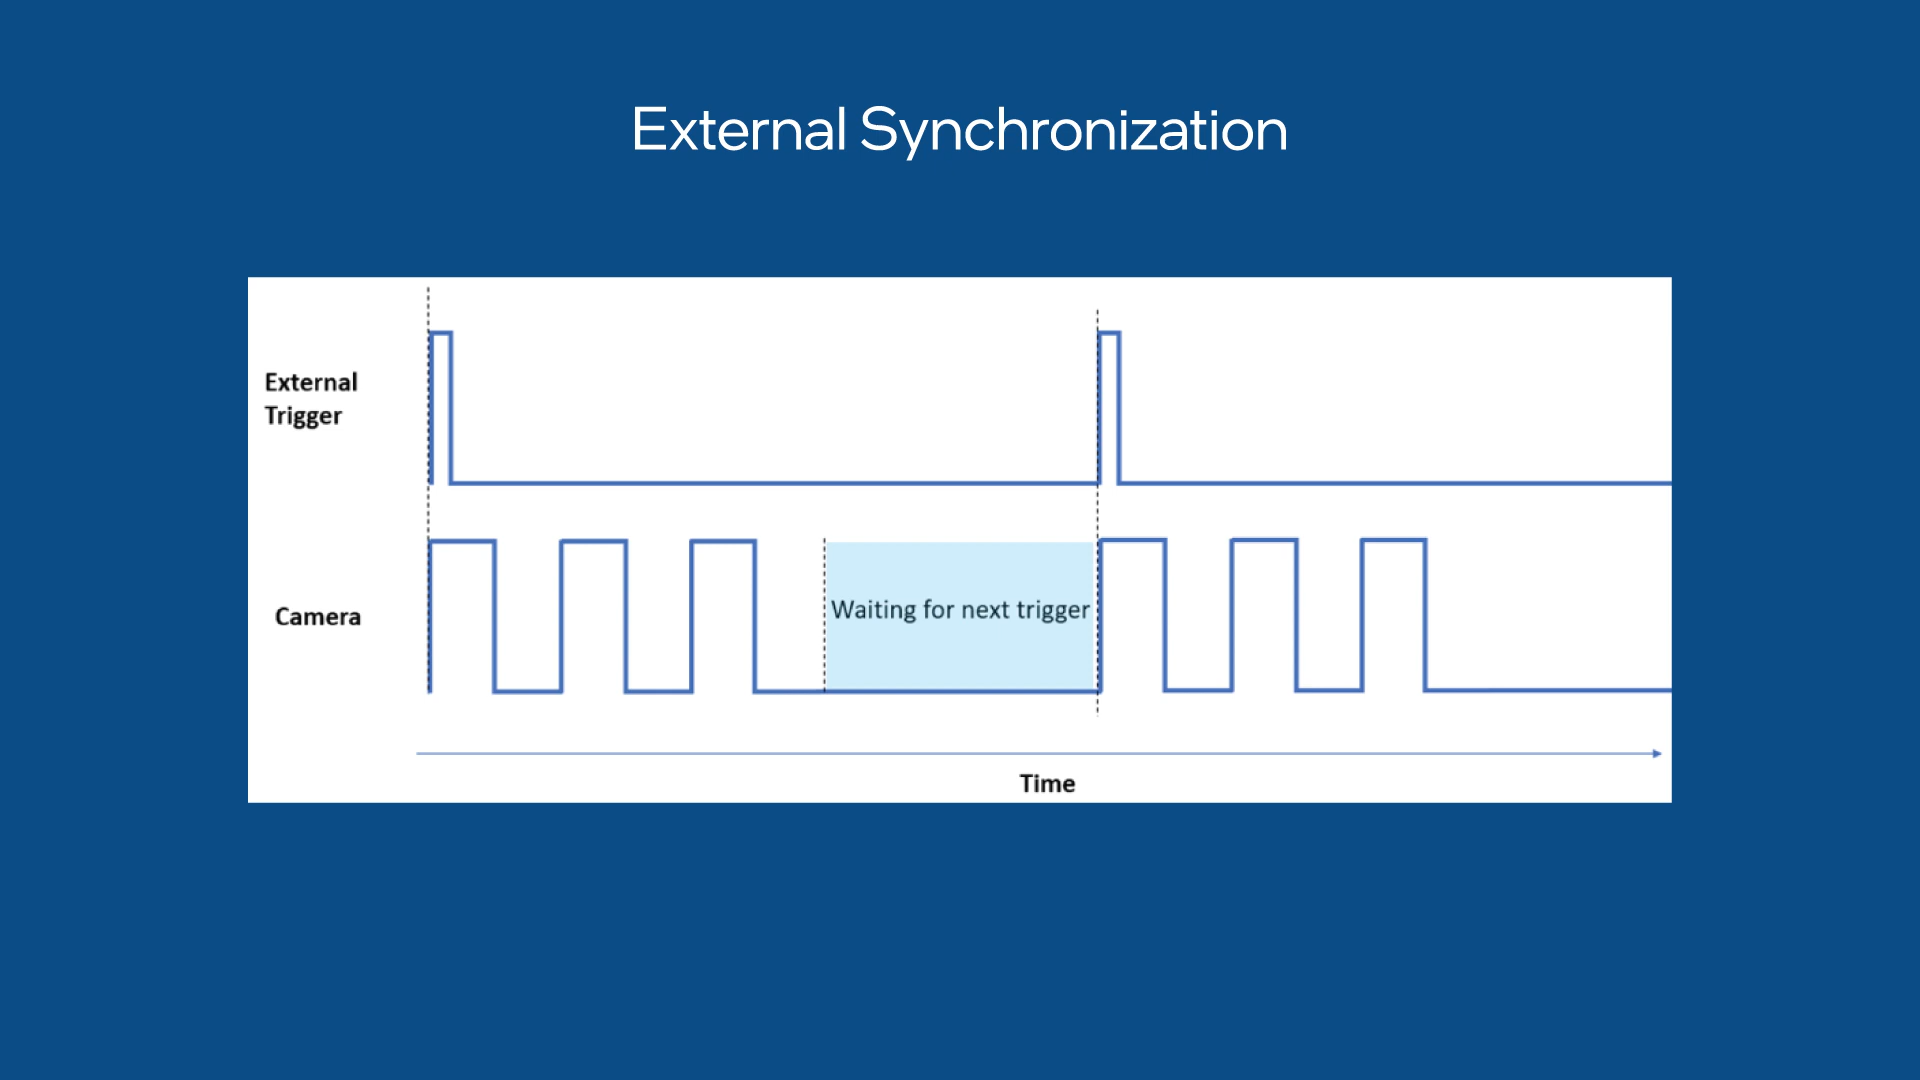 External Synchronization
External
Trigger
Waiting for next trigger
Camera
Time